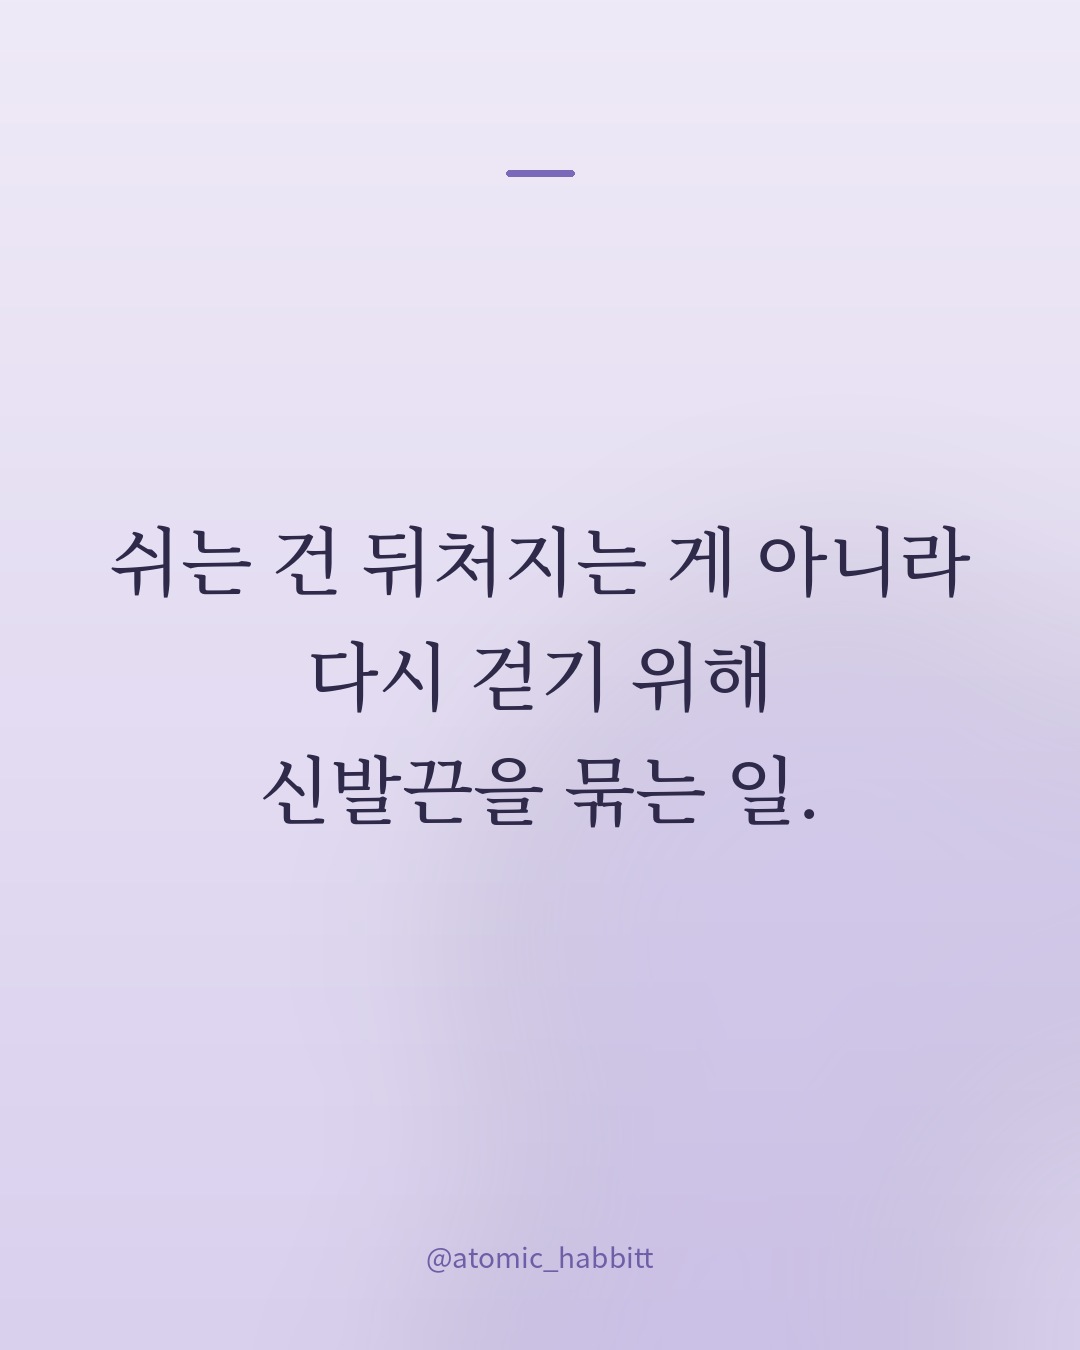 쉬는 건 뒤처지는 게 아니라
다시 걷기 위해
신발끈을 묶는 일.
@atomic_habbitt